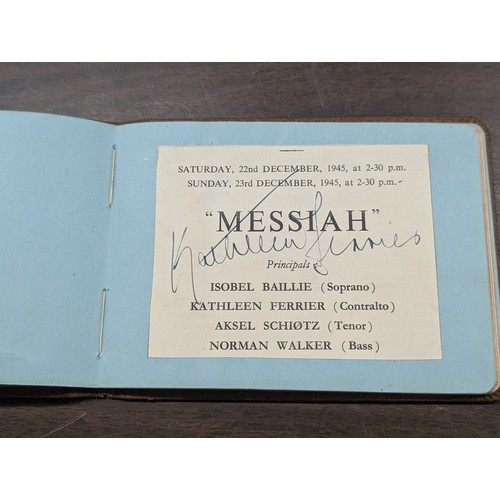 SATURDAY, 22nd DECEMBER, 1945, at 2-30 p.m.
SUNDAY, 23rd DECEMBER, 1945, at 2-30 p.m.
"MESSIAH"
Kathleen Ferrier
Principals
ISOBEL BAILLIE (Soprano)
KATHLEEN FERRIER (Contralto)
AKSEL SCHIØTZ (Tenor)
NORMAN WALKER (Bass)